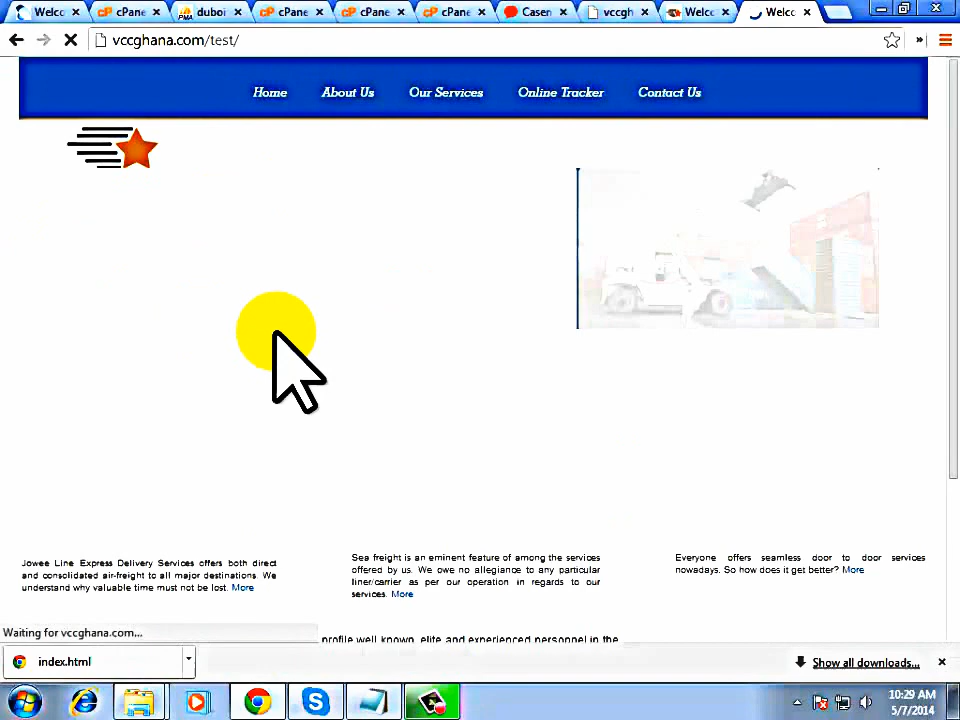 Welcc cPane duboi cPane cPane cPane Casen vccgh Welcc Welcc
vccghana.com/test/
Home About Us Our Services Online Tracker Contact Us
Jowee Line Express Delivery Services offers both direct
and consolidated air-freight to all major destinations. We
understand why valuable time must not be lost. More
Sea freight is an eminent feature of among the services
offered by us. We owe no allegiance to any particular
liner/carrier as per our operation in regards to our
services. More
Everyone offers seamless door to door services
nowadays. So how does it get better? More
profile well known, elite and experienced personnel in the
Waiting for vccghana.com...
index.html
Show all downloads...
10:29 AM
5/7/2014